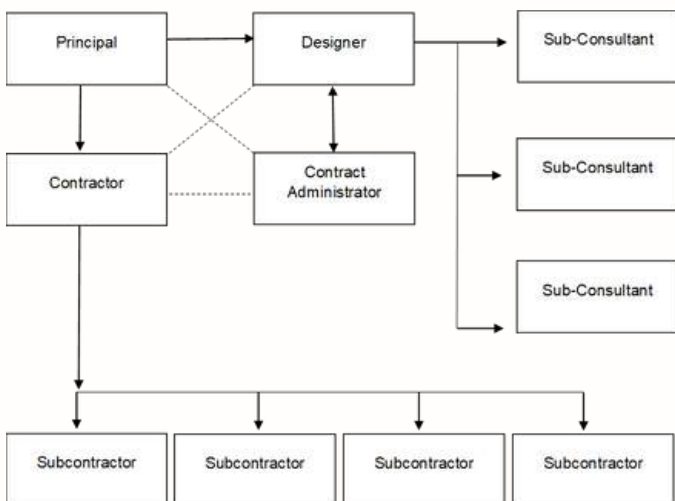 Principal
Designer
Sub-Consultant
Contractor
Contract
Administrator
Sub-Consultant
Sub-Consultant
Subcontractor
Subcontractor
Subcontractor
Subcontractor